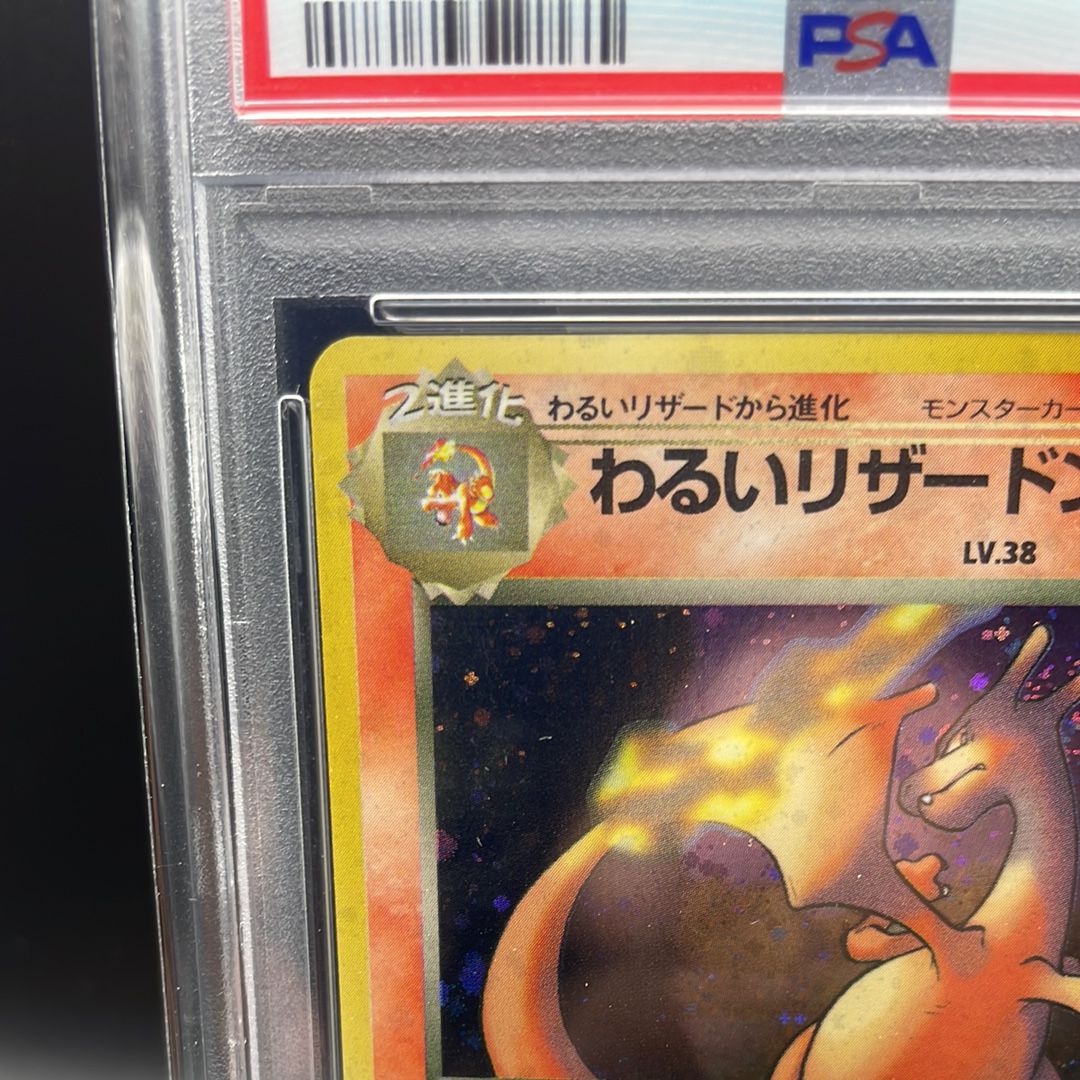 PSA
2進化
わるいリザードから進化
モンスターカー
わるいリザードン
LV.38